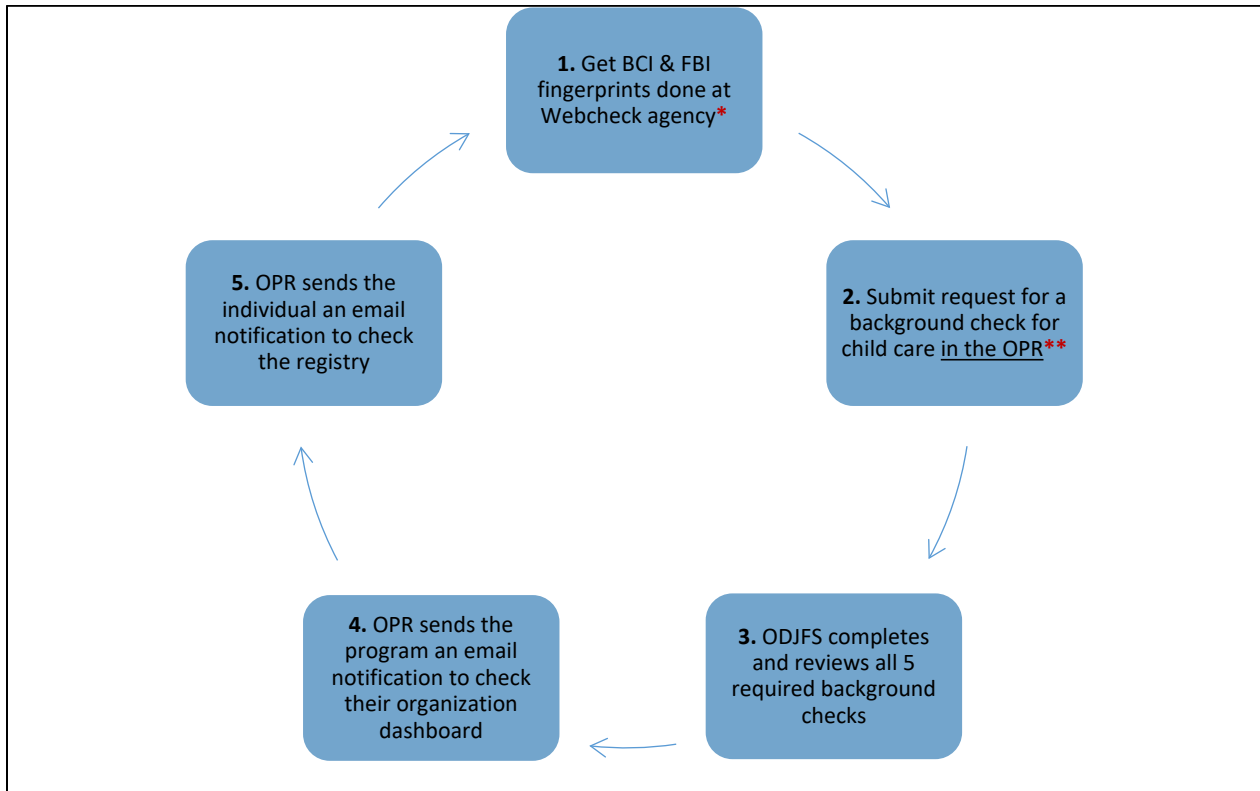 1. Get BCI & FBI
fingerprints done at
Webcheck agency*
2. Submit request for a
background check for
child care in the OPR**
3. ODJFS completes
and reviews all 5
required background
checks
4. OPR sends the
program an email
notification to check
their organization
dashboard
5. OPR sends the
individual an email
notification to check
the registry